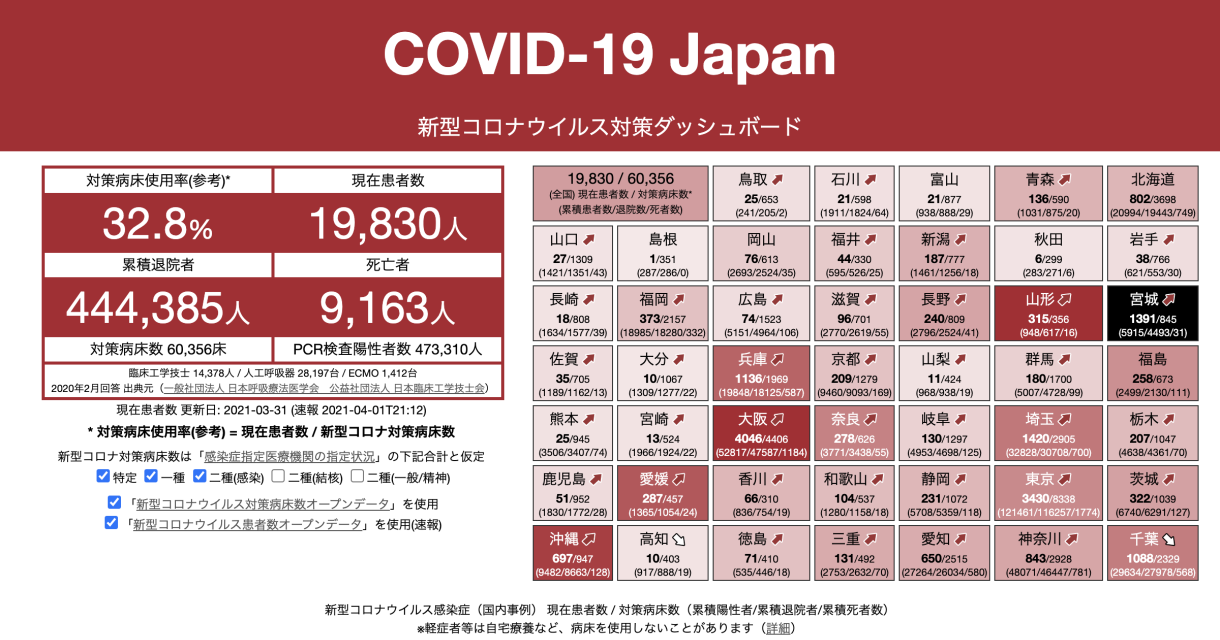 COVID-19 Japan
新型コロナウイルス対策ダッシュボード
対策病床使用率(参考)*
現在患者数
32.8%
19,830人
累積退院者
死亡者
444,385人
9,163人
対策病床数 60,356床
PCR検査陽性者数 473,310人
臨床工学技士 14,378人 / 人工呼吸器 28,197台 / ECMO 1,412台
2020年2月回答 出典元（一般社団法人 日本呼吸療法医学会　公益社団法人 日本臨床工学技士会）
現在患者数 更新日: 2021-03-31 (速報 2021-04-01T21:12)
* 対策病床使用率(参考) = 現在患者数 / 新型コロナ対策病床数
新型コロナ対策病床数は「感染症指定医療機関の指定状況」の下記合計と仮定
特定 一種 二種(感染) 二種(結核) 二種(一般/精神)
「新型コロナウイルス対策病床数オープンデータ」を使用
「新型コロナウイルス患者数オープンデータ」を使用(速報)
19,830 / 60,356
(全国) 現在患者数 / 対策病床数*
(累積患者数/退院数/死者数)
鳥取
25/653
(241/205/2)
石川
21/598
(1911/1824/64)
富山
21/877
(938/888/29)
青森
136/590
(1031/875/20)
北海道
802/3698
(20994/19443/749)
山口
27/1309
(1421/1351/43)
島根
1/351
(287/286/0)
岡山
76/613
(2693/2524/35)
福井
44/330
(595/526/25)
新潟
187/777
(1461/1256/18)
秋田
6/299
(283/271/6)
岩手
38/766
(621/553/30)
長崎
18/808
(1634/1577/39)
福岡
373/2157
(18985/18280/332)
広島
74/1523
(5151/4964/106)
滋賀
96/701
(2770/2619/55)
長野
240/809
(2796/2524/41)
山形
315/356
(948/617/16)
宮城
1391/845
(5915/4493/31)
佐賀
35/705
(1189/1162/13)
大分
10/1067
(1309/1277/22)
兵庫
1136/1969
(19848/18125/587)
京都
209/1279
(9460/9093/169)
山梨
11/424
(968/938/19)
群馬
180/1700
(5007/4728/99)
福島
258/673
(2499/2130/111)
熊本
25/945
(3506/3407/74)
宮崎
13/524
(1966/1924/22)
大阪
4046/4406
(52817/47587/1184)
奈良
278/626
(3771/3438/55)
岐阜
130/1297
(4953/4698/125)
埼玉
1420/2905
(32828/30708/700)
栃木
207/1047
(4638/4361/70)
鹿児島
51/952
(1830/1772/28)
愛媛
287/457
(1365/1054/24)
香川
66/310
(836/754/19)
和歌山
104/537
(1280/1158/18)
静岡
231/1072
(5708/5359/118)
東京
3430/8338
(121461/116257/1774)
茨城
322/1039
(6740/6291/127)
沖縄
697/947
(9482/8663/128)
高知
10/403
(917/888/19)
徳島
71/410
(535/446/18)
三重
131/492
(2753/2632/70)
愛知
650/2515
(27264/26034/580)
神奈川
843/2928
(48071/46447/781)
千葉
1088/2329
(29634/27978/568)
新型コロナウイルス感染症（国内事例） 現在患者数 / 対策病床数（累積陽性者/累積退院者/累積死者数）
※軽症者等は自宅療養など、病床を使用しないことがあります（詳細）